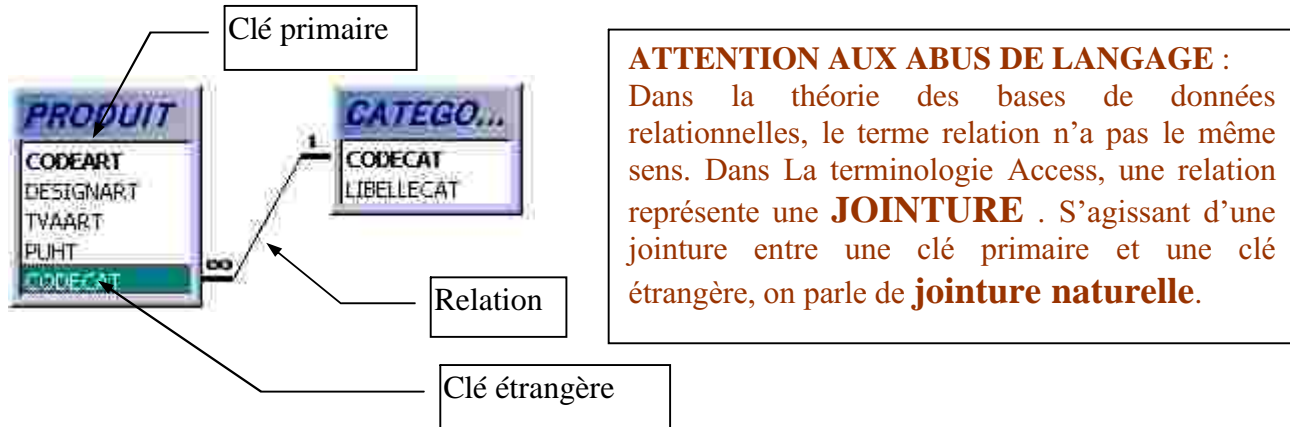 Clé primaire
PRODUIT
CODEART
DESIGNART
TVAART
PUHT
CODECAT
∞
1
CATEGO...
CODECAT
LIBELLECAT
Relation
Clé étrangère
ATTENTION AUX ABUS DE LANGAGE :
Dans la théorie des bases de données
relationnelles, le terme relation n'a pas le même
sens. Dans La terminologie Access, une relation
représente une JOINTURE . S'agissant d'une
jointure entre une clé primaire et une clé
étrangère, on parle de jointure naturelle.